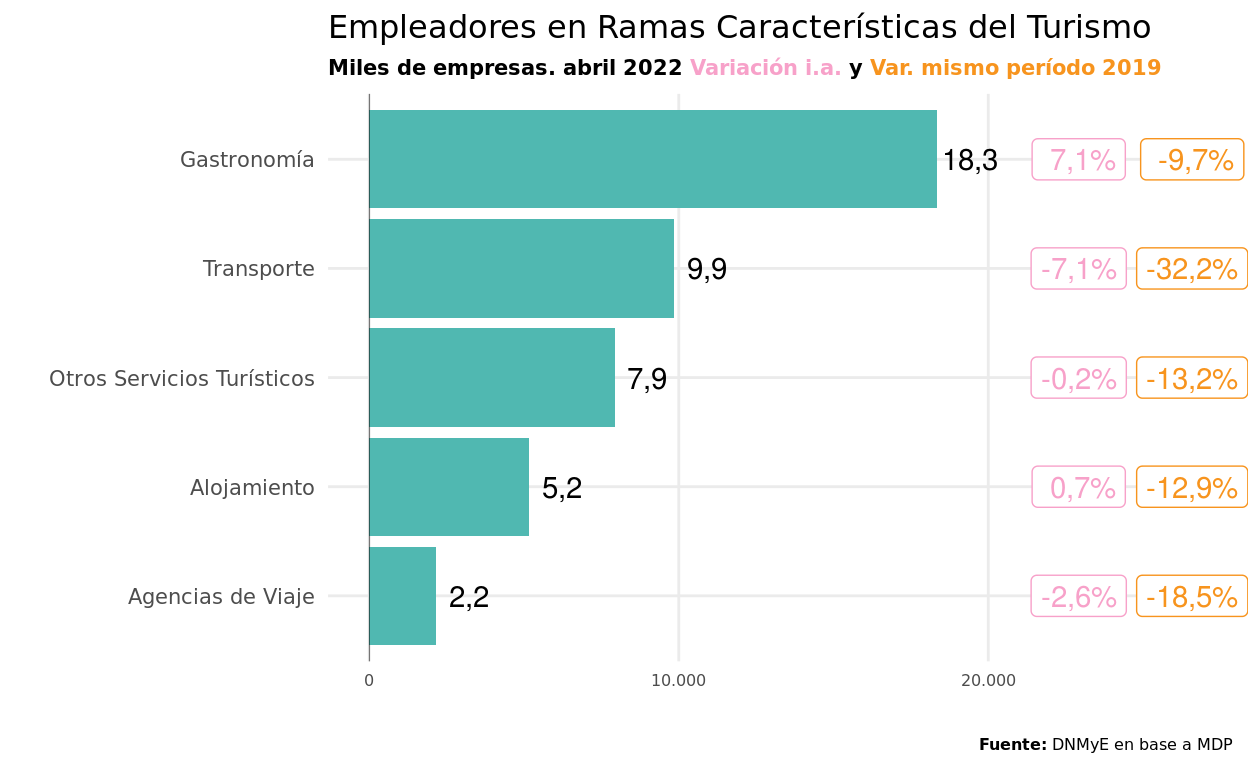 Empleadores en Ramas Características del Turismo
Miles de empresas. abril 2022 Variación i.a. y Var. mismo período 2019
Gastronomía 18,3 7,1% -9,7%
Transporte 9,9 -7,1% -32,2%
Otros Servicios Turísticos 7,9 -0,2% -13,2%
Alojamiento 5,2 0,7% -12,9%
Agencias de Viaje 2,2 -2,6% -18,5%
0 10.000 20.000
Fuente: DNMyE en base a MDP